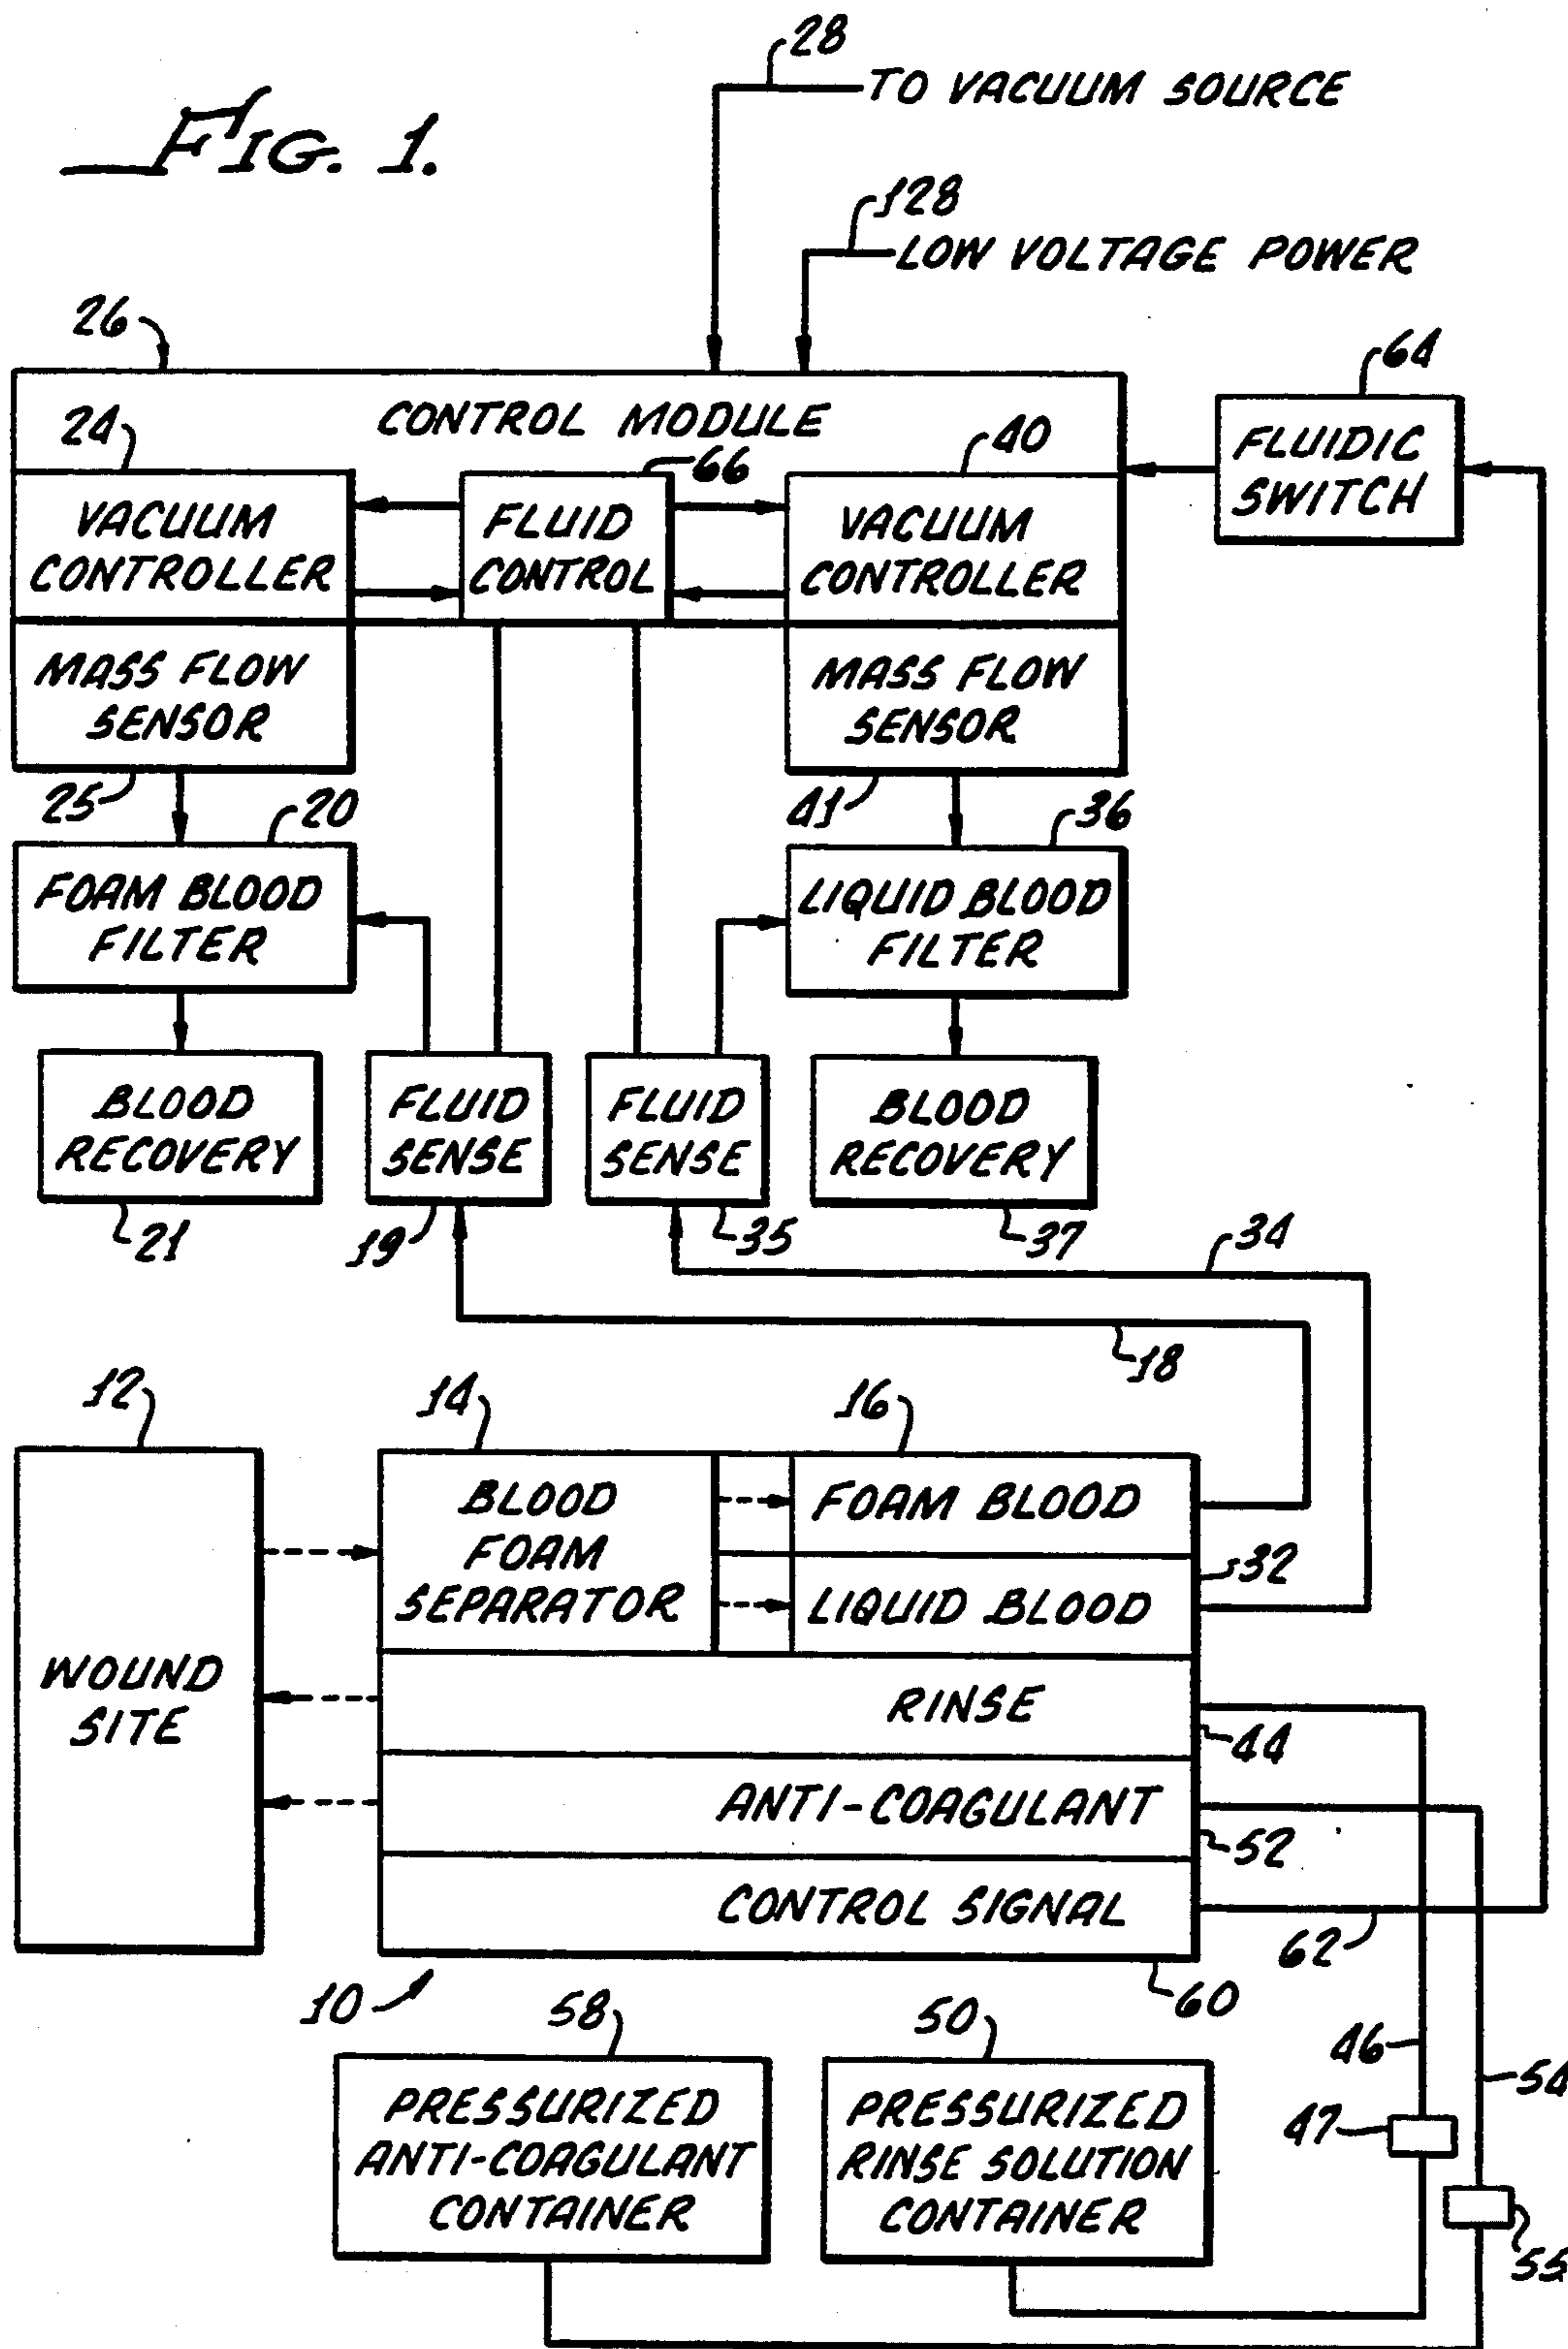 28
TO VACUUM SOURCE
FIG. 1.
128
LOW VOLTAGE POWER
26
64
CONTROL MODULE
24
66
40
FLUIDIC
SWITCH
VACUUM
CONTROLLER
FLUID
CONTROL
VACUUM
CONTROLLER
MASS FLOW
SENSOR
MASS FLOW
SENSOR
25
20
41
36
FOAM BLOOD
FILTER
LIQUID BLOOD
FILTER
BLOOD
RECOVERY
FLUID
SENSE
FLUID
SENSE
BLOOD
RECOVERY
21
19
35
37
34
18
12
14
16
BLOOD
FOAM
SEPARATOR
FOAM BLOOD
32
LIQUID BLOOD
WOUND
SITE
RINSE
44
ANTI-COAGULANT
52
CONTROL SIGNAL
62
10
60
58
50
46
54
47
PRESSURIZED
ANTI-COAGULANT
CONTAINER
PRESSURIZED
RINSE SOLUTION
CONTAINER
55